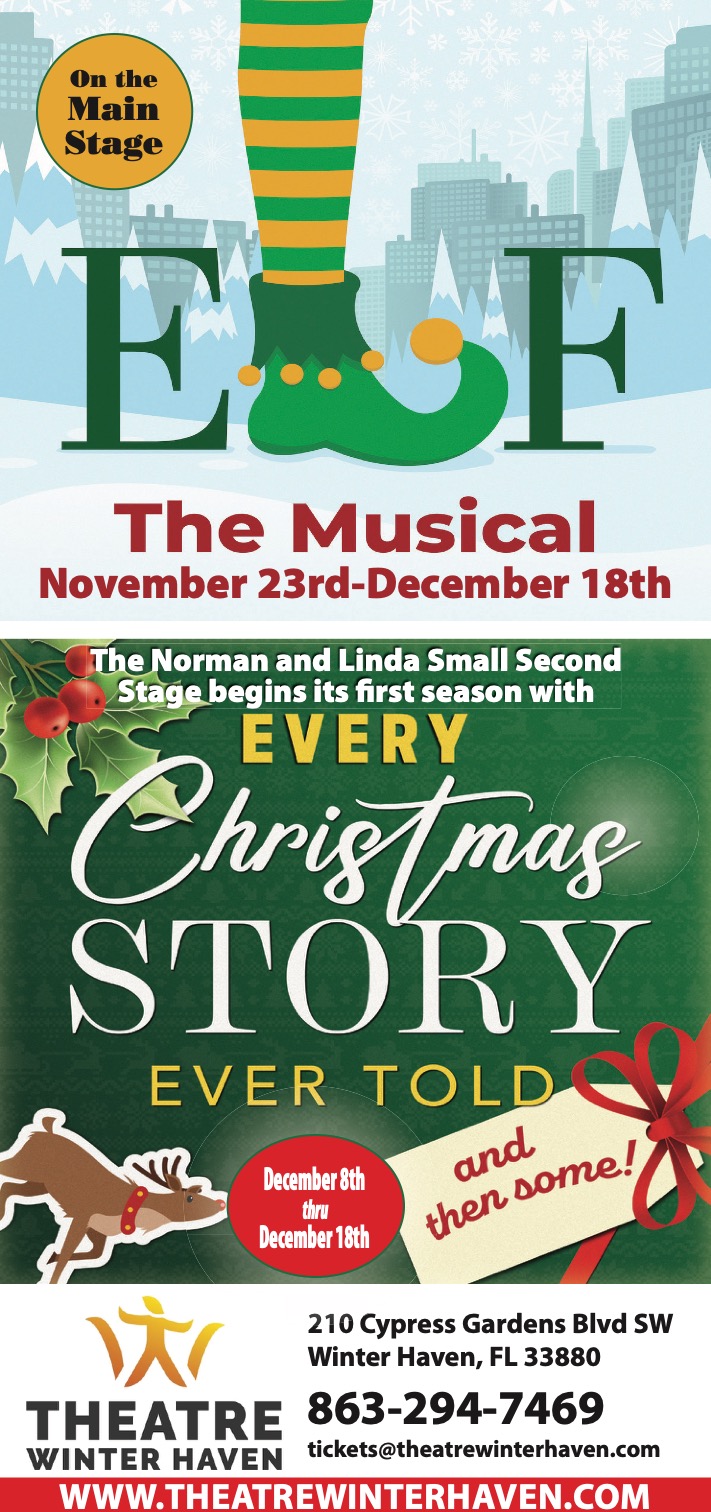 On the
Main
Stage
ELF
The Musical
November 23rd-December 18th
The Norman and Linda Small Second
Stage begins its first season with
EVERY
Christmas
STORY
EVER TOLD
and
then some!
December 8th
thru
December 18th
THEATRE
WINTER HAVEN
210 Cypress Gardens Blvd SW
Winter Haven, FL 33880
863-294-7469
tickets@theatrewinterhaven.com
WWW.THEATREWINTERHAVEN.COM